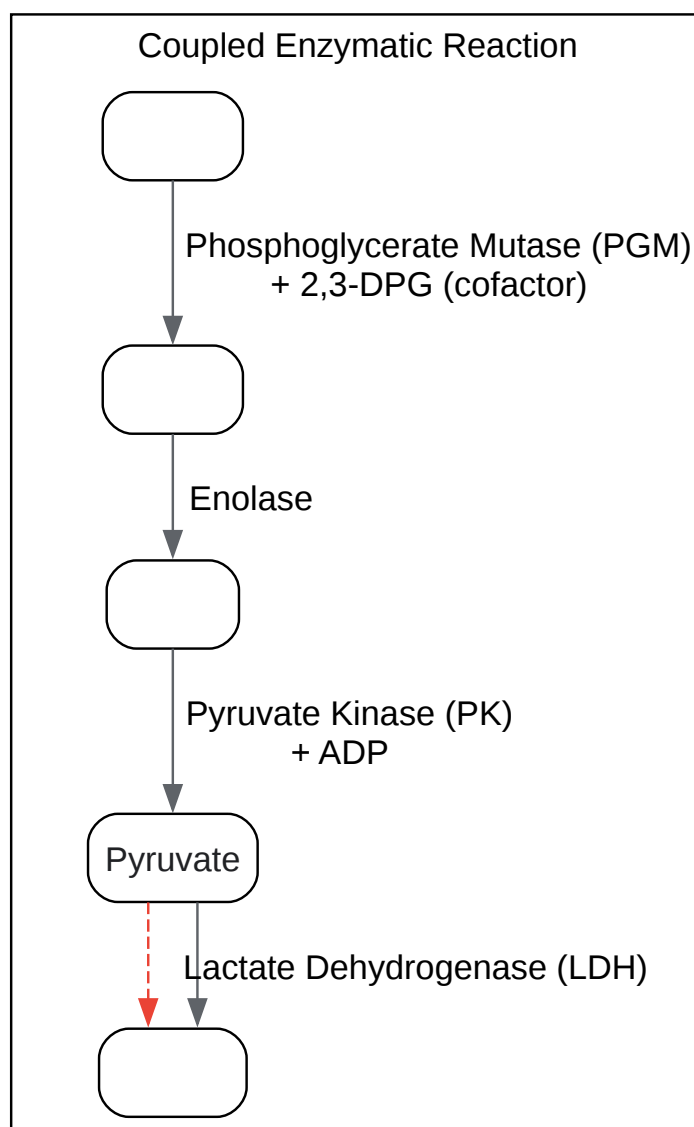 Coupled Enzymatic Reaction
Phosphoglycerate Mutase (PGM)
+ 2,3-DPG (cofactor)
Enolase
Pyruvate Kinase (PK)
+ ADP
Pyruvate
Lactate Dehydrogenase (LDH)